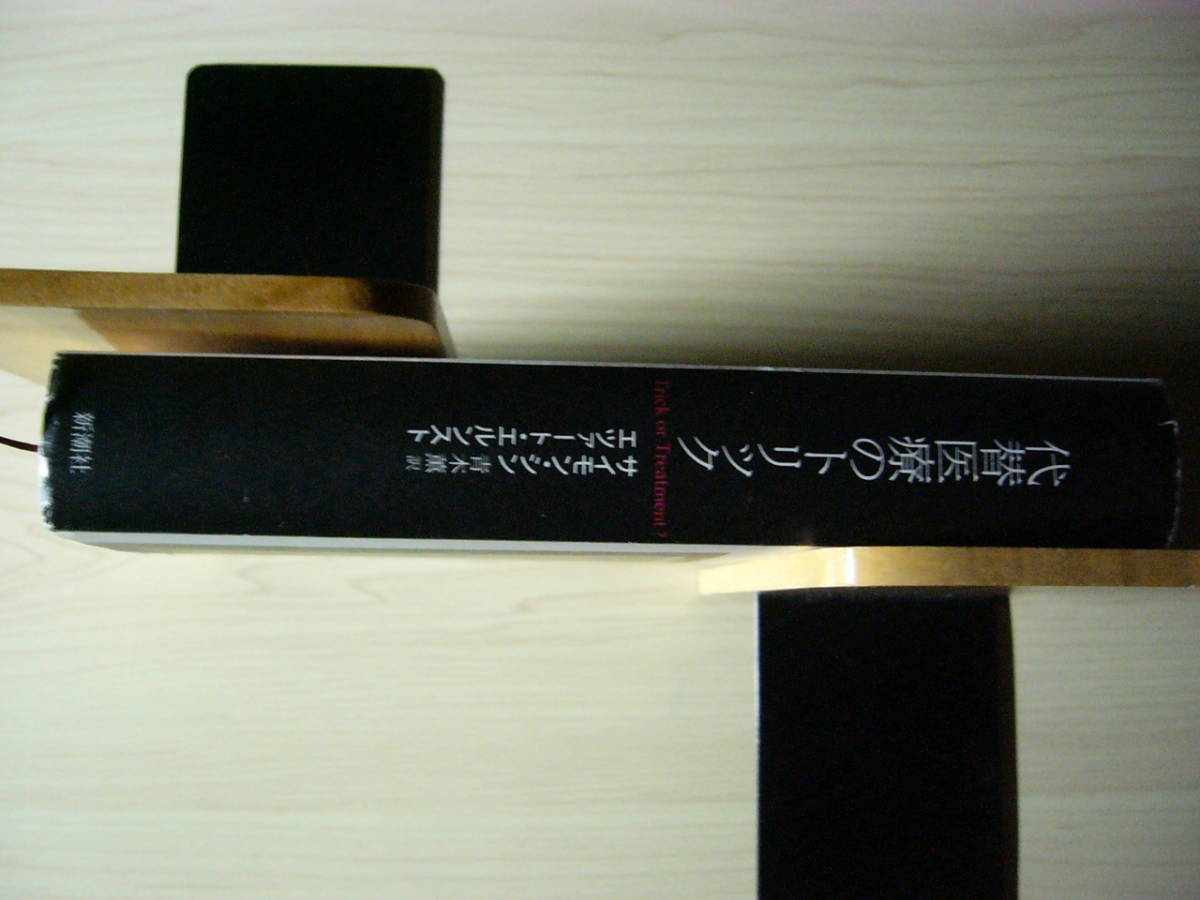 代替医療のトリック
Trick or Treatment?
サイモン・シン
エツァート・エルンスト
青木薫 訳
新潮社